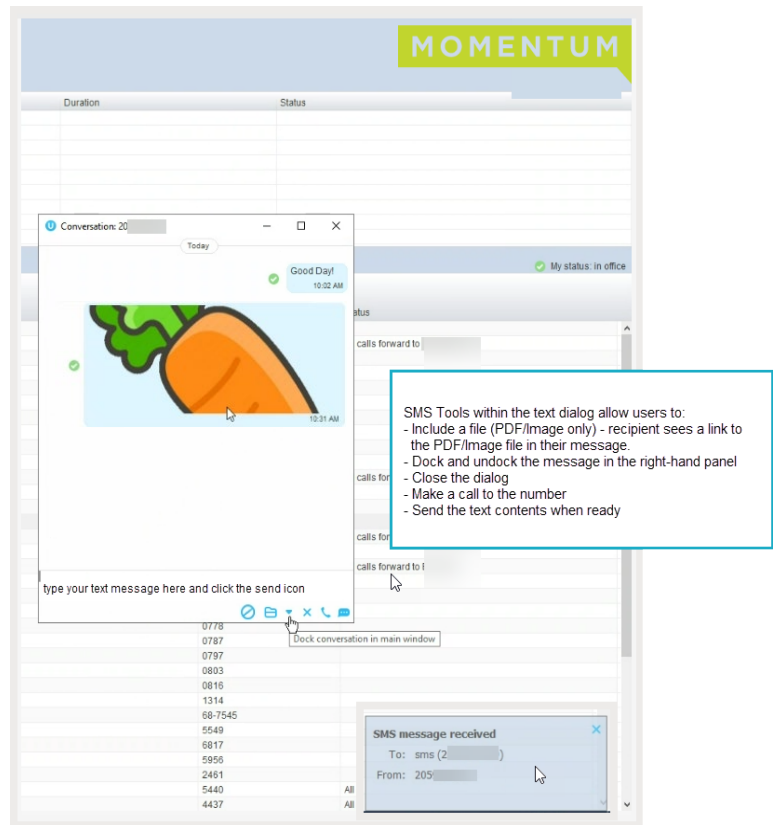 MOMENTUM
Duration Status
Conversation: 20
Today
Good Day!
10:02 AM
My status: in office
atus
calls forward to
10:31 AM
SMS Tools within the text dialog allow users to:
- Include a file (PDF/Image only) - recipient sees a link to
the PDF/Image file in their message.
- Dock and undock the message in the right-hand panel
- Close the dialog
- Make a call to the number
- Send the text contents when ready
calls for
calls for
calls forward to
type your text message here and click the send icon
0778
Dock conversation in main window
0787
0797
0803
0816
1314
68-7545
5549
6817
5956
2461
5440 All
4437 All
SMS message received
To: sms (2 )
From: 205